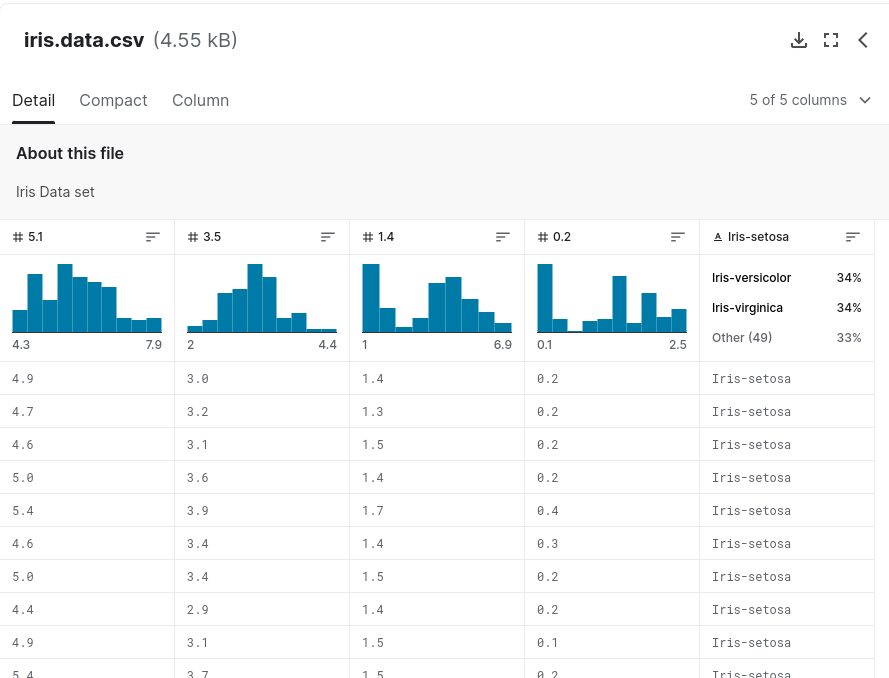 iris.data.csv (4.55 kB)
Detail Compact Column 5 of 5 columns
About this file
Iris Data set
# 5.1 # 3.5 # 1.4 # 0.2 A Iris-setosa
Iris-versicolor 34%
Iris-virginica 34%
Other (49) 33%
4.3 7.9 2 4.4 1 6.9 0.1 2.5
4.9 3.0 1.4 0.2 Iris-setosa
4.7 3.2 1.3 0.2 Iris-setosa
4.6 3.1 1.5 0.2 Iris-setosa
5.0 3.6 1.4 0.2 Iris-setosa
5.4 3.9 1.7 0.4 Iris-setosa
4.6 3.4 1.4 0.3 Iris-setosa
5.0 3.4 1.5 0.2 Iris-setosa
4.4 2.9 1.4 0.2 Iris-setosa
4.9 3.1 1.5 0.1 Iris-setosa
5.4 3.7 1.5 0.2 Iris-setosa